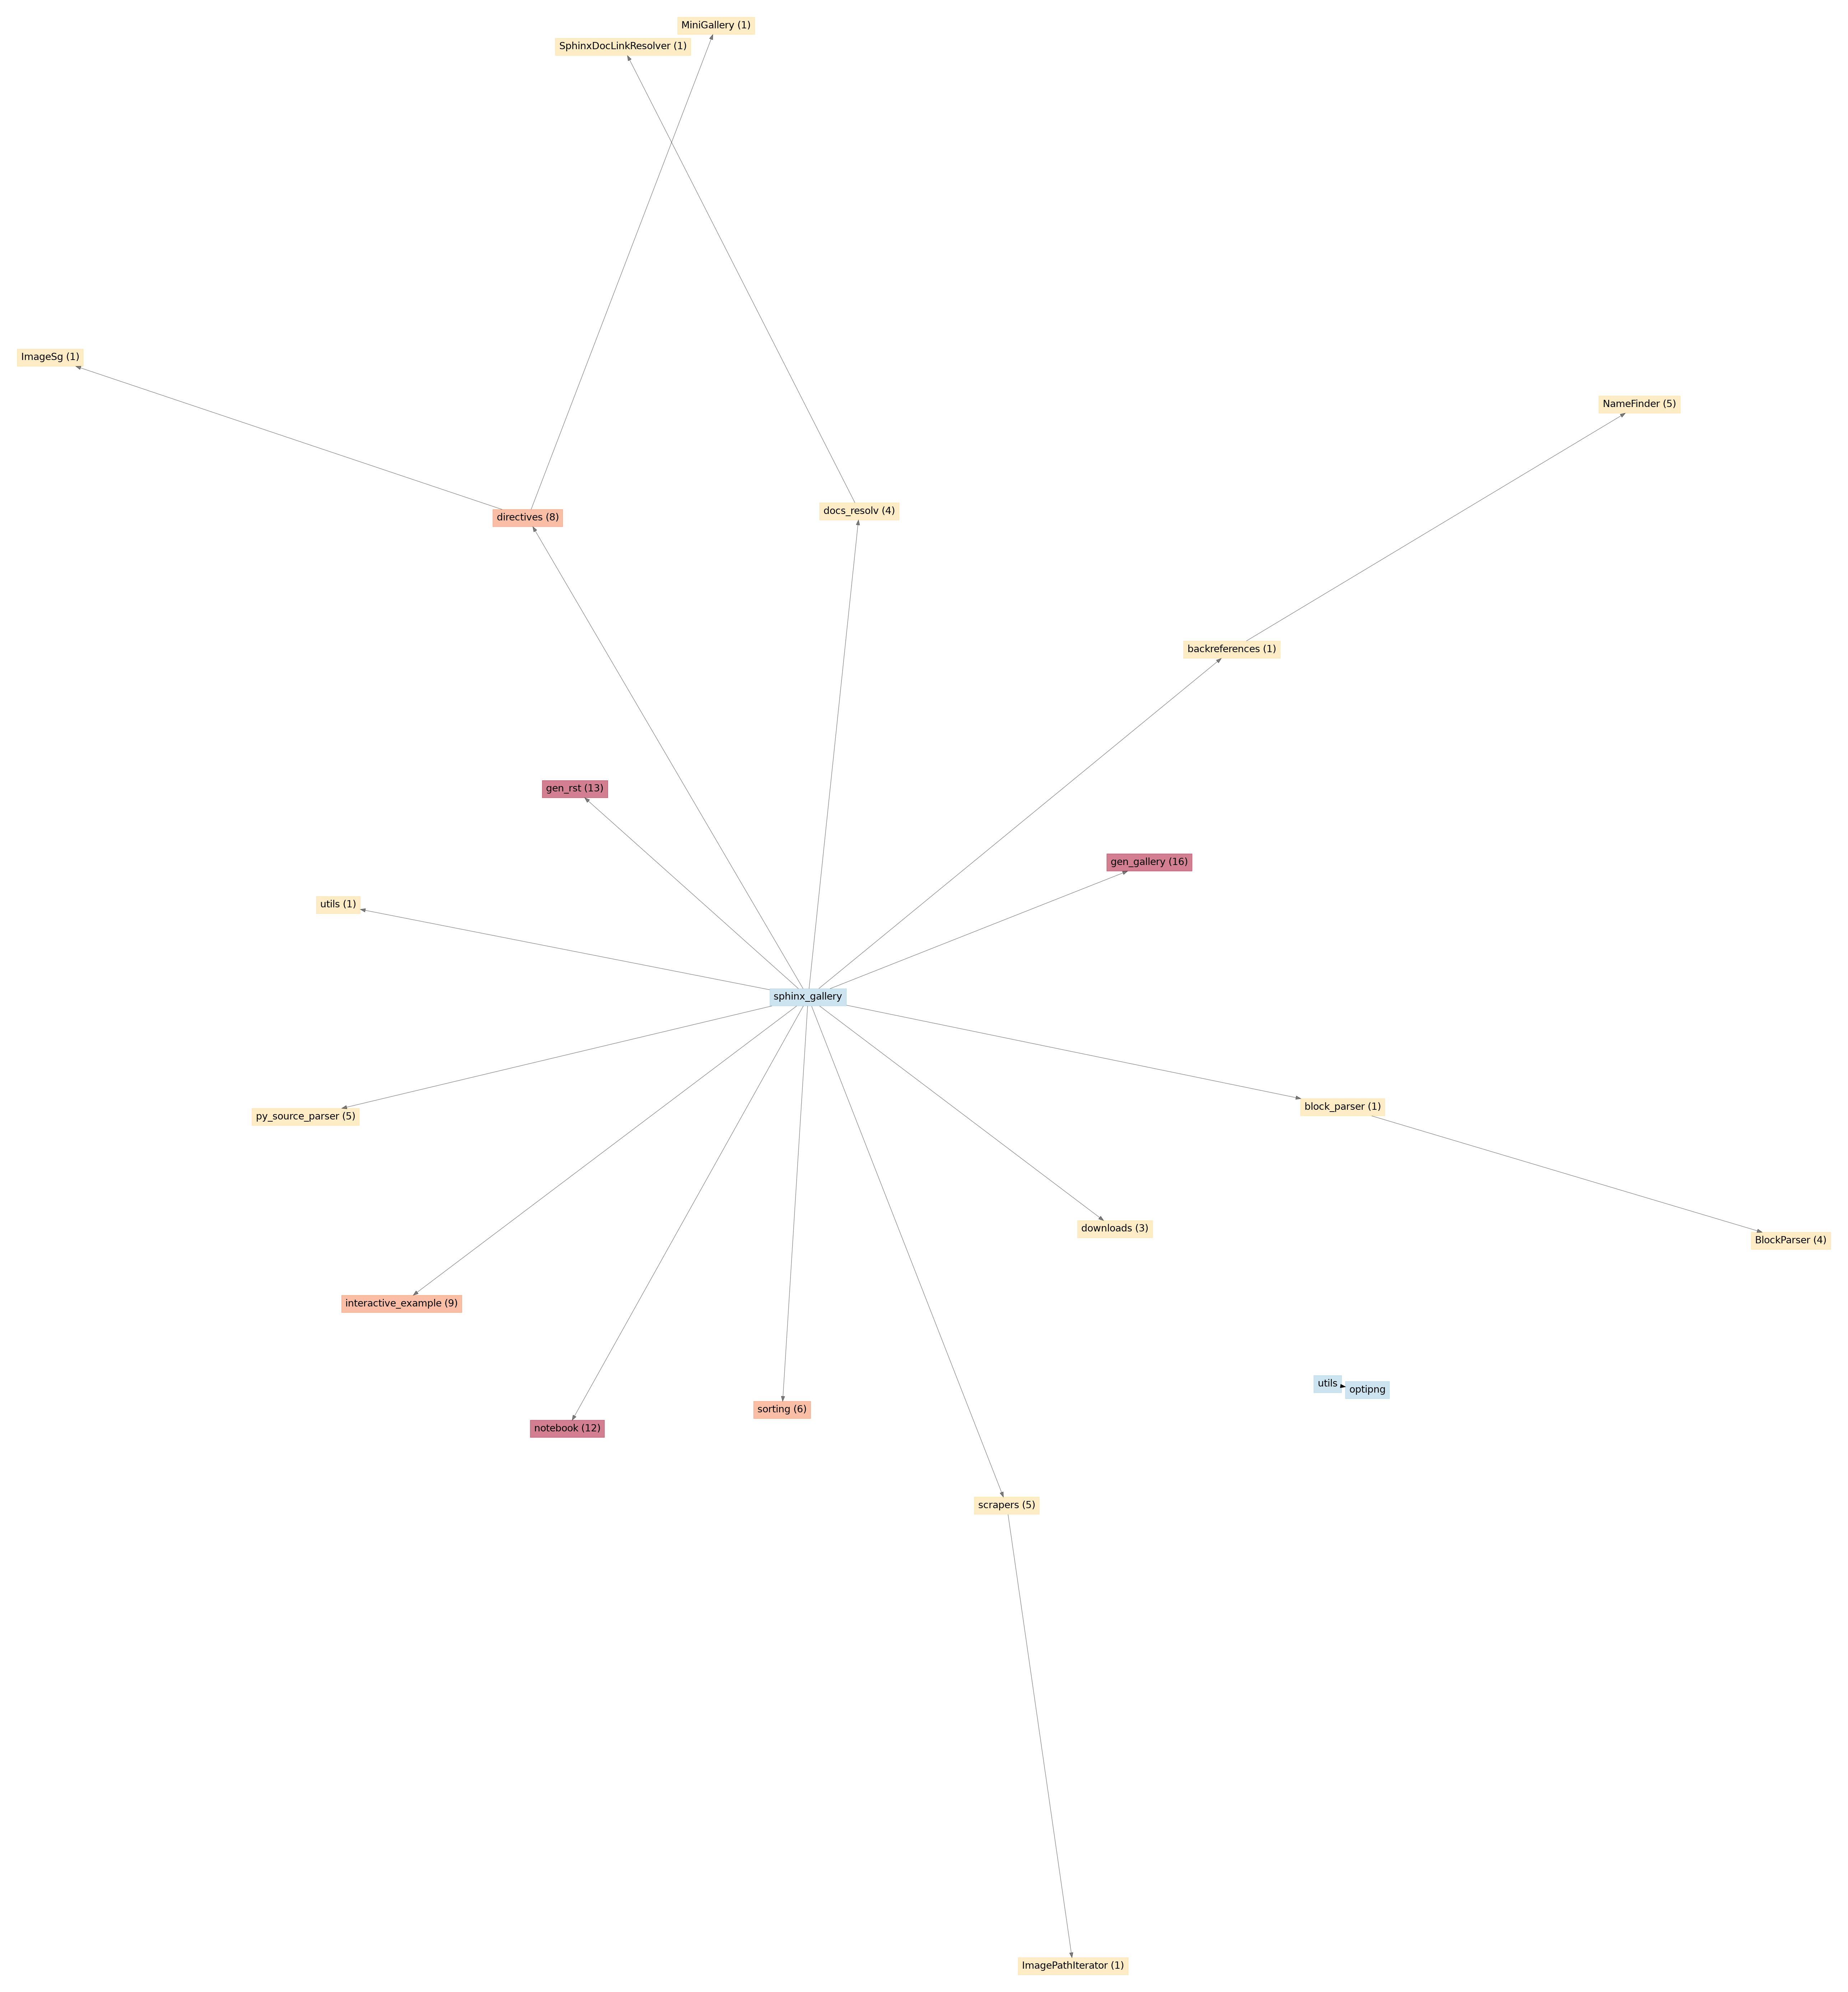 MiniGallery (1)
SphinxDocLinkResolver (1)
ImageSg (1)
NameFinder (5)
docs_resolv (4)
directives (8)
backreferences (1)
gen_rst (13)
gen_gallery (16)
utils (1)
sphinx_gallery
block_parser (1)
py_source_parser (5)
downloads (3)
BlockParser (4)
interactive_example (9)
utils
optipng
sorting (6)
notebook (12)
scrapers (5)
ImagePathIterator (1)